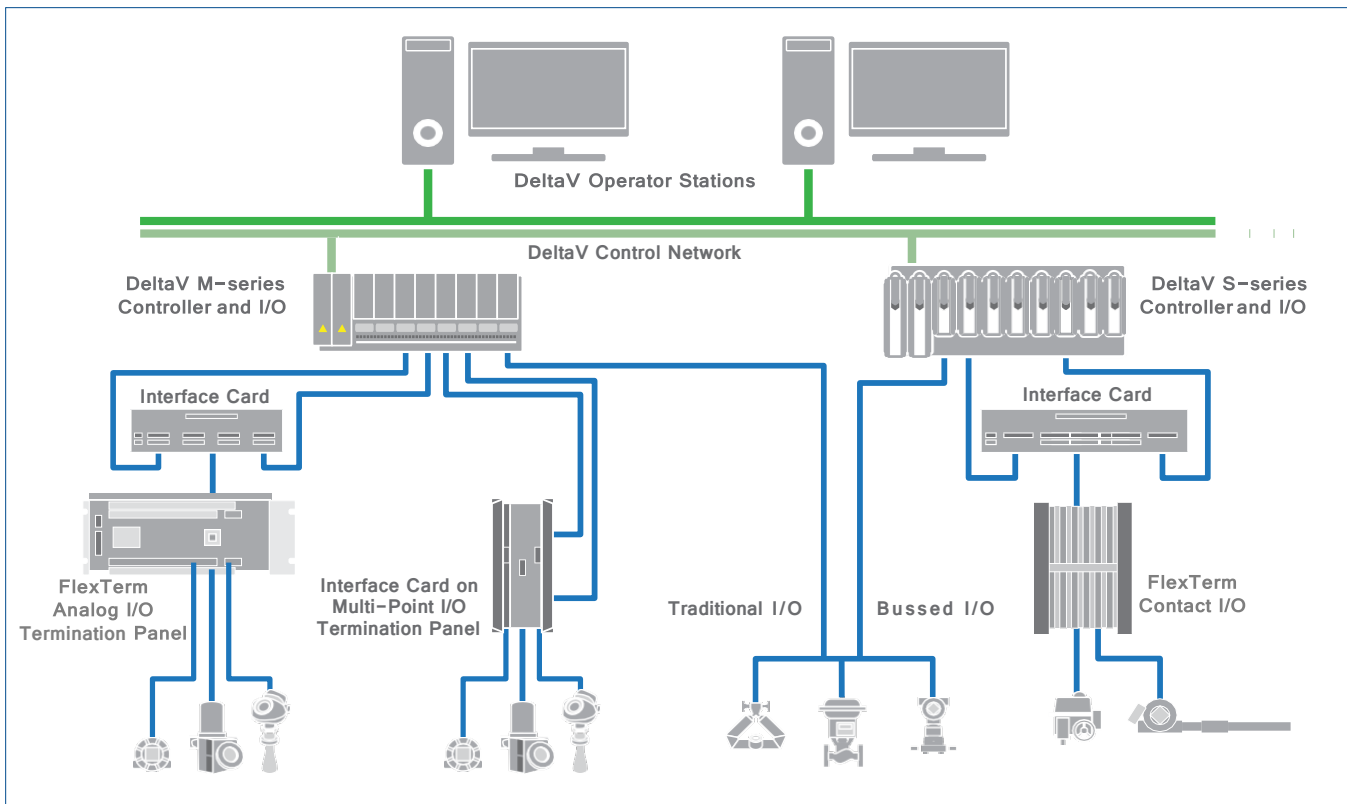 DeltaV Operator Stations
DeltaV Control Network
DeltaV M-series
Controller and I/O
DeltaV S-series
Controller and I/O
Interface Card
Interface Card
FlexTerm
Analog I/O
Termination Panel
Interface Card on
Multi-Point I/O
Termination Panel
Traditional I/O
Bussed I/O
FlexTerm
Contact I/O